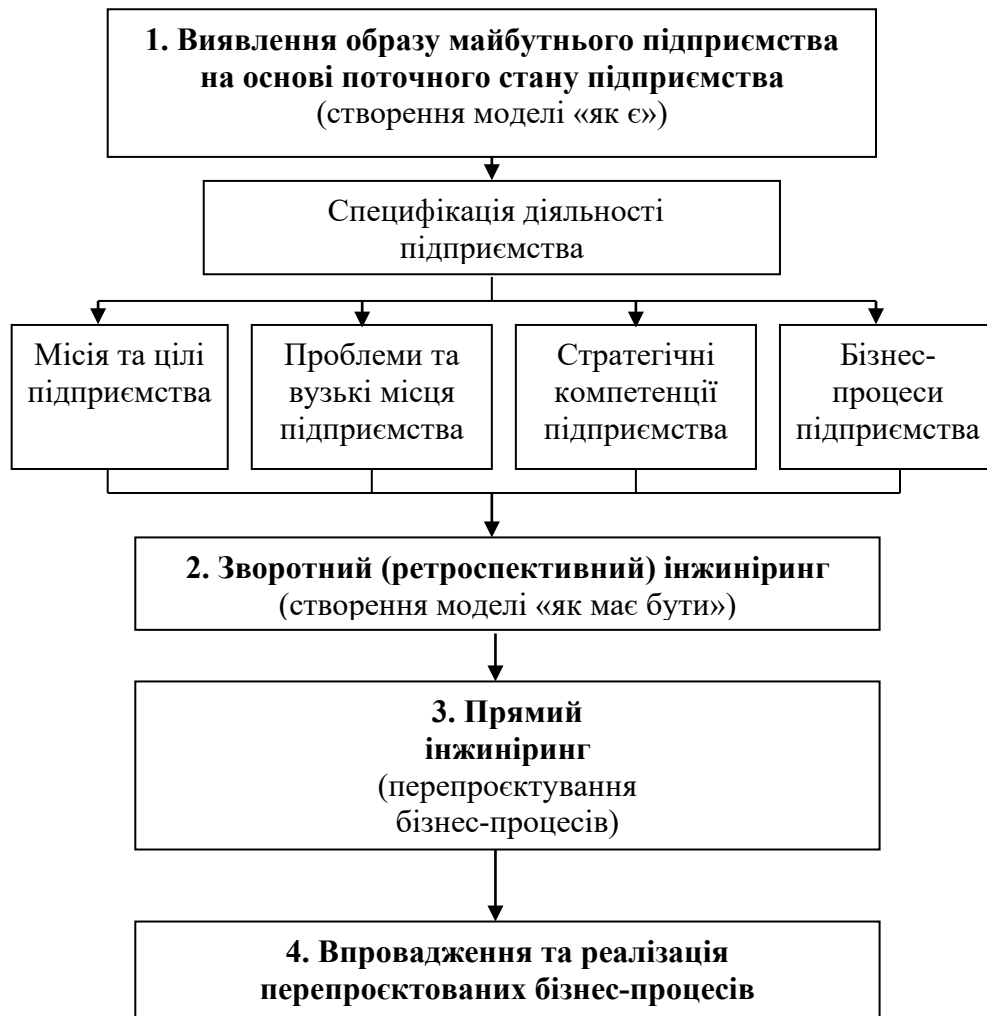 1. Виявлення образу майбутнього підприємства
на основі поточного стану підприємства
(створення моделі «як є»)
Специфікація діяльності
підприємства
Місія та цілі
підприємства
Проблеми та
вузькі місця
підприємства
Стратегічні
компетенції
підприємства
Бізнес-
процеси
підприємства
2. Зворотний (ретроспективний) інжиніринг
(створення моделі «як має бути»)
3. Прямий
інжиніринг
(перепроєктування
бізнес-процесів)
4. Впровадження та реалізація
перепроєктованих бізнес-процесів